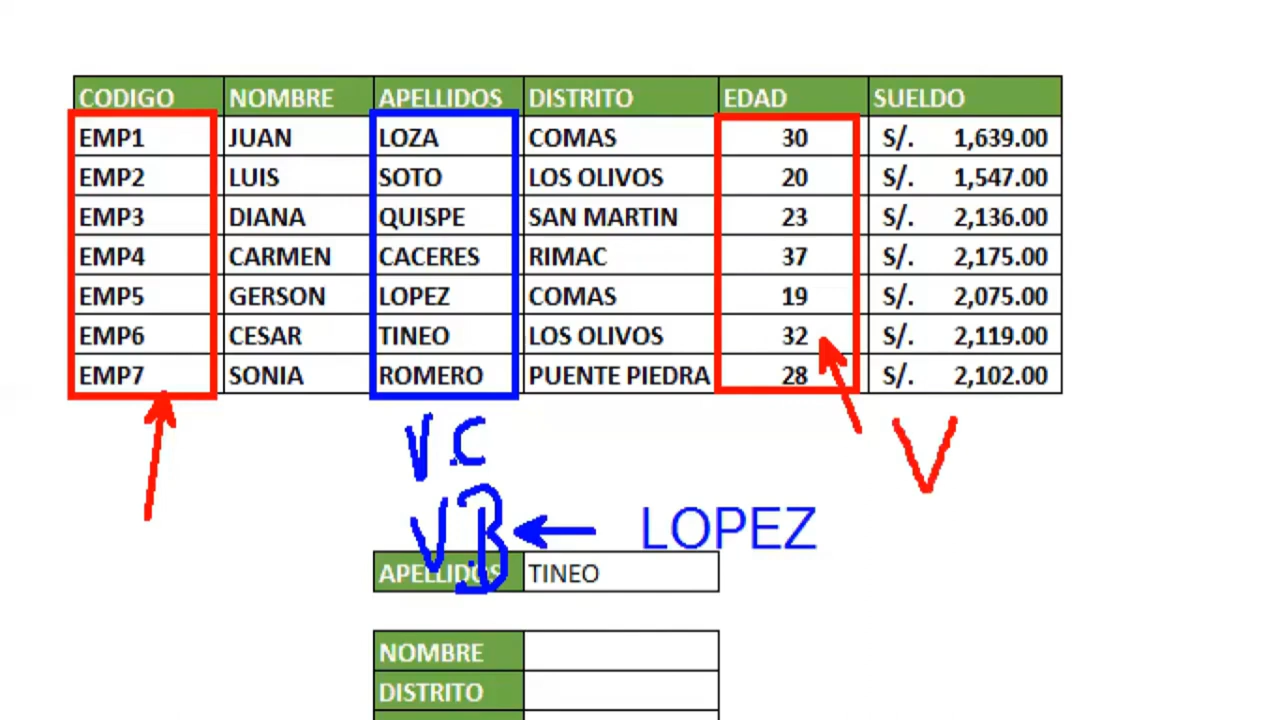 CODIGO NOMBRE APELLIDOS DISTRITO EDAD SUELDO
EMP1 JUAN LOZA COMAS 30 S/. 1,639.00
EMP2 LUIS SOTO LOS OLIVOS 20 S/. 1,547.00
EMP3 DIANA QUISPE SAN MARTIN 23 S/. 2,136.00
EMP4 CARMEN CACERES RIMAC 37 S/. 2,175.00
EMP5 GERSON LOPEZ COMAS 19 S/. 2,075.00
EMP6 CESAR TINEO LOS OLIVOS 32 S/. 2,119.00
EMP7 SONIA ROMERO PUENTE PIEDRA 28 S/. 2,102.00
V.C V
V.B LOPEZ
APELLIDOS TINEO
NOMBRE
DISTRITO